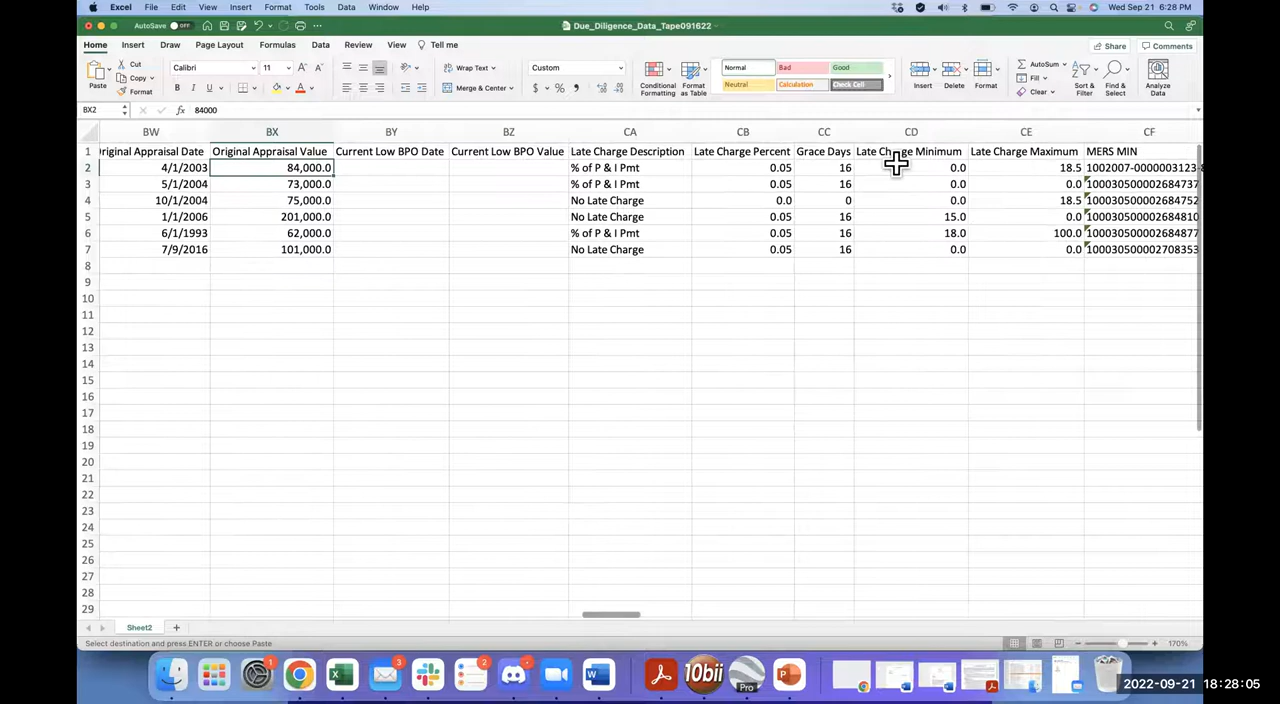 Excel File Edit View Insert Format Tools Data Window Help Wed Sep 21 6:28 PM
AutoSave OFF Due_Diligence_Data_Tape091622
Home Insert Draw Page Layout Formulas Data Review View Tell me Share Comments
Paste Cut Copy Format Calibri 11 Wrap Text Merge & Center Custom Conditional Formatting Format as Table Normal Bad Good Neutral Calculation Check Cell Insert Delete Format AutoSum Fill Clear Sort & Filter Find & Select Analyze Data
BX2 fx 84000
BW BX BY BZ CA CB CC CD CE CF
1 Original Appraisal Date Original Appraisal Value Current Low BPO Date Current Low BPO Value Late Charge Description Late Charge Percent Grace Days Late Charge Minimum Late Charge Maximum MERS MIN
2 4/1/2003 84,000.0 % of P & I Pmt 0.05 16 0.0 18.5 1002007-0000003123-8
3 5/1/2004 73,000.0 % of P & I Pmt 0.05 16 0.0 0.0 100030500002684737
4 10/1/2004 75,000.0 No Late Charge 0.0 0 0.0 18.5 100030500002684752
5 1/1/2006 201,000.0 No Late Charge 0.05 16 15.0 0.0 100030500002684810
6 6/1/1993 62,000.0 % of P & I Pmt 0.05 16 18.0 100.0 100030500002684877
7 7/9/2016 101,000.0 No Late Charge 0.05 16 0.0 0.0 100030500002708353
8
9
10
11
12
13
14
15
16
17
18
19
20
21
22
23
24
25
26
27
28
29
Sheet2
Select destination and press ENTER or choose Paste 170%
1 3 2 10bii Pro
2022-09-21 18:28:05